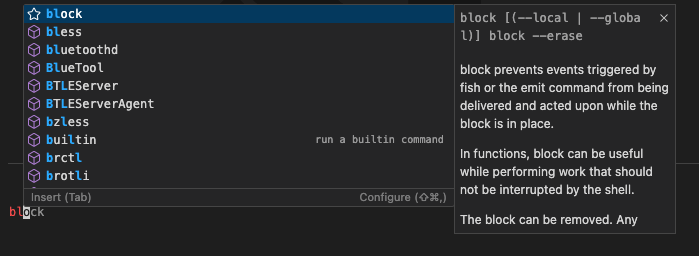 block
bless
bluetoothd
BlueTool
BTLEServer
BTLEServerAgent
bzless
builtin run a builtin command
brctl
brotli
Insert (Tab) Configure (⇧⌘,)
block
block [(--local | --globa
l)] block --erase
block prevents events triggered by
fish or the emit command from being
delivered and acted upon while the
block is in place.
In functions, block can be useful
while performing work that should
not be interrupted by the shell.
The block can be removed. Any